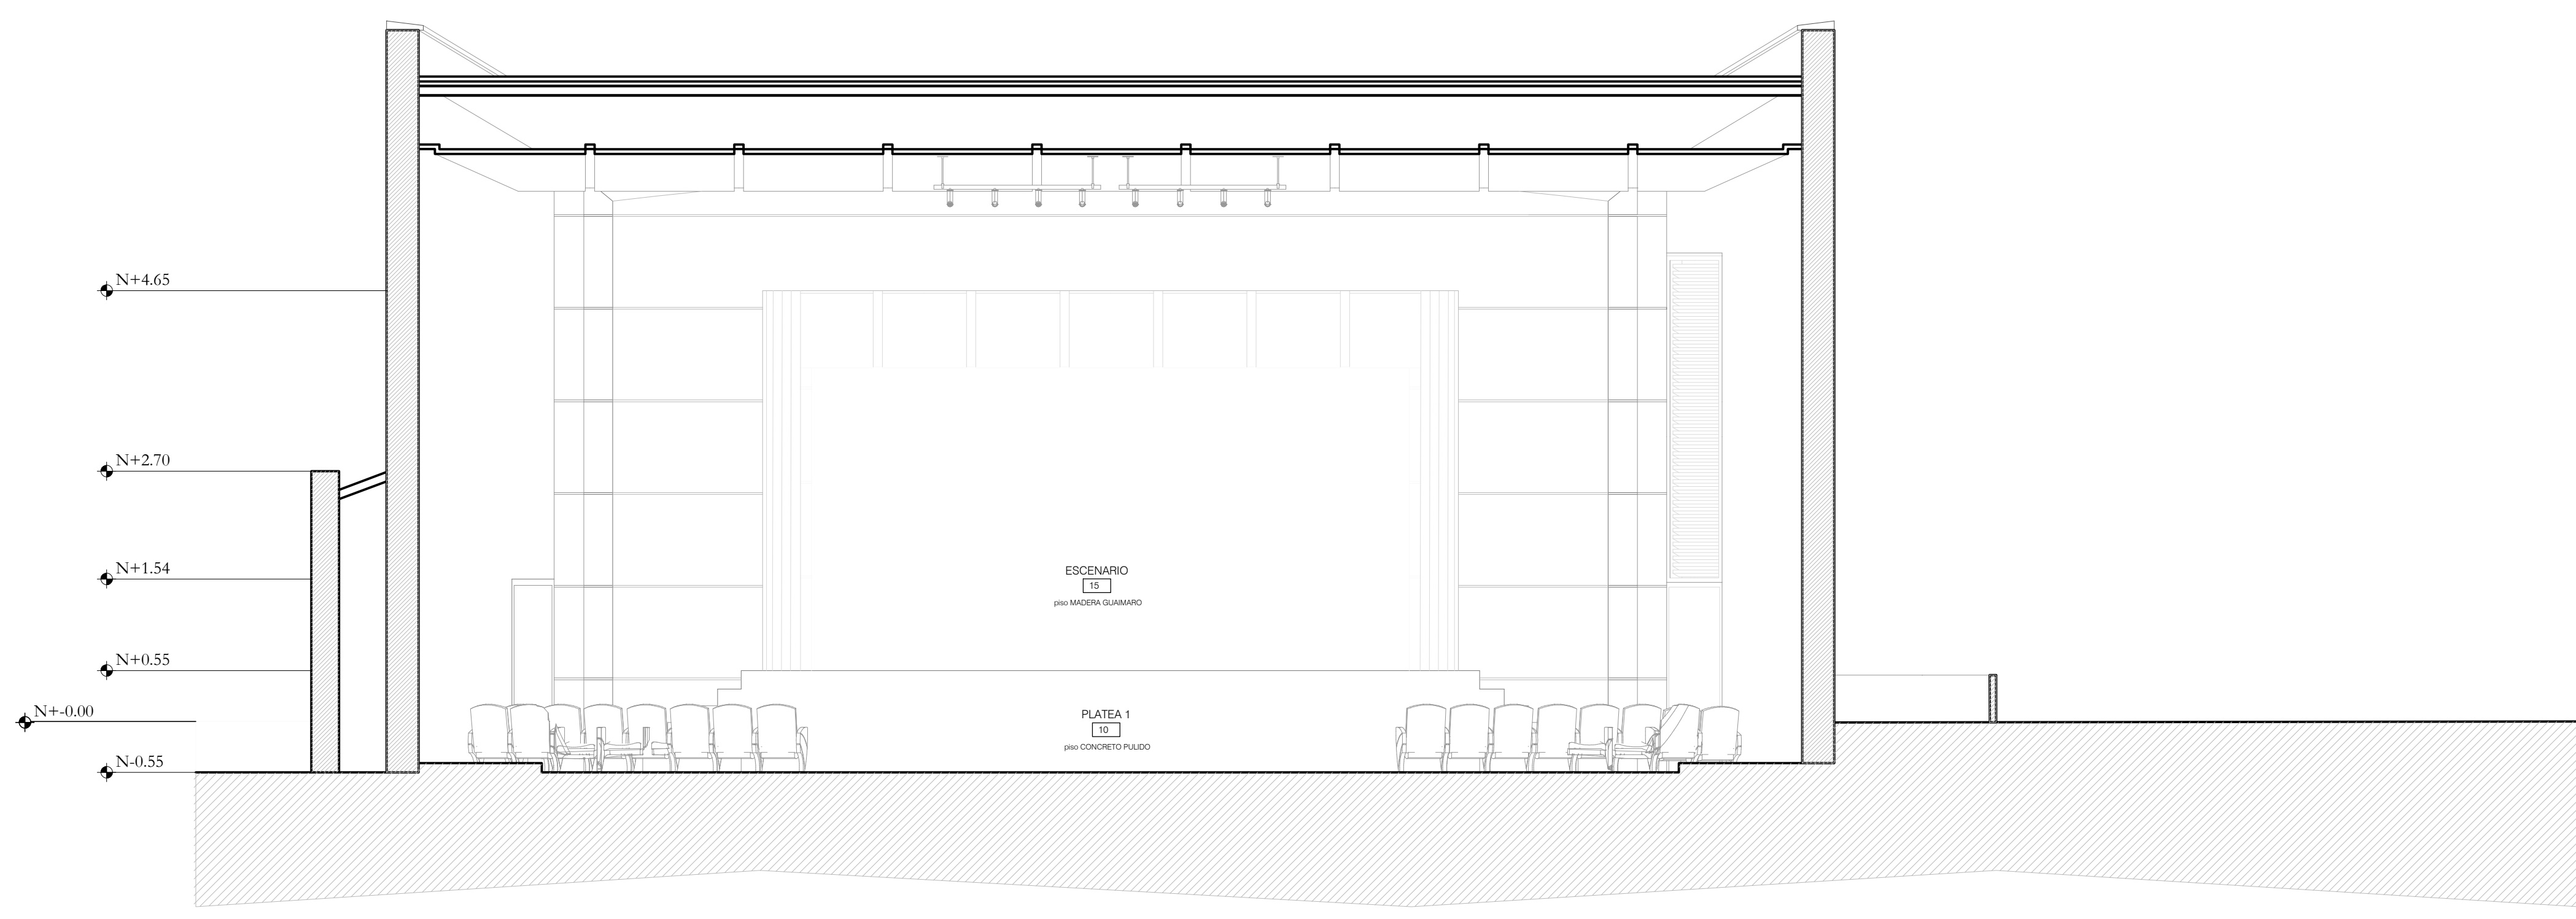 N+4.65
N+2.70
N+1.54
N+0.55
N+-0.00
N-0.55
ESCENARIO
15
piso MADERA GUAIMARO
PLATEA 1
10
piso CONCRETO PULIDO